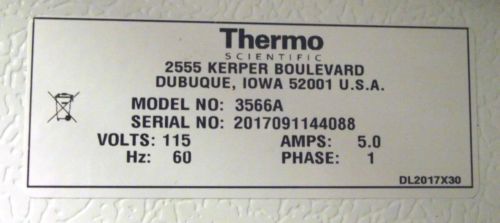 Thermo
SCIENTIFIC
2555 KERPER BOULEVARD
DUBUQUE, IOWA 52001 U.S.A.
MODEL NO: 3566A
SERIAL NO: 2017091144088
VOLTS: 115 AMPS: 5.0
Hz: 60 PHASE: 1
DL2017X30